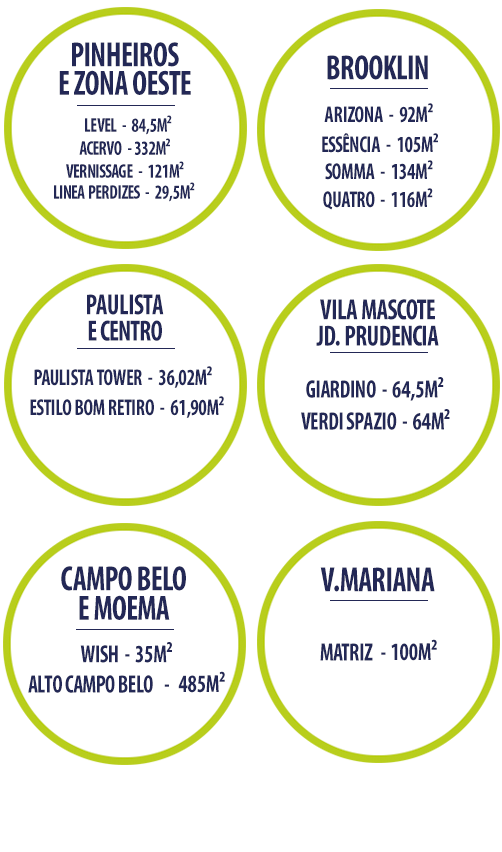 PINHEIROS
E ZONA OESTE
LEVEL - 84,5M²
ACERVO - 332M²
VERNISSAGE - 121M²
LINEA PERDIZES - 29,5M²
BROOKLIN
ARIZONA - 92M²
ESSÊNCIA - 105M²
SOMMA - 134M²
QUATRO - 116M²
PAULISTA
E CENTRO
PAULISTA TOWER - 36,02M²
ESTILO BOM RETIRO - 61,90M²
VILA MASCOTE
JD. PRUDENCIA
GIARDINO - 64,5M²
VERDI SPAZIO - 64M²
CAMPO BELO
E MOEMA
WISH - 35M²
ALTO CAMPO BELO - 485M²
V.MARIANA
MATRIZ - 100M²